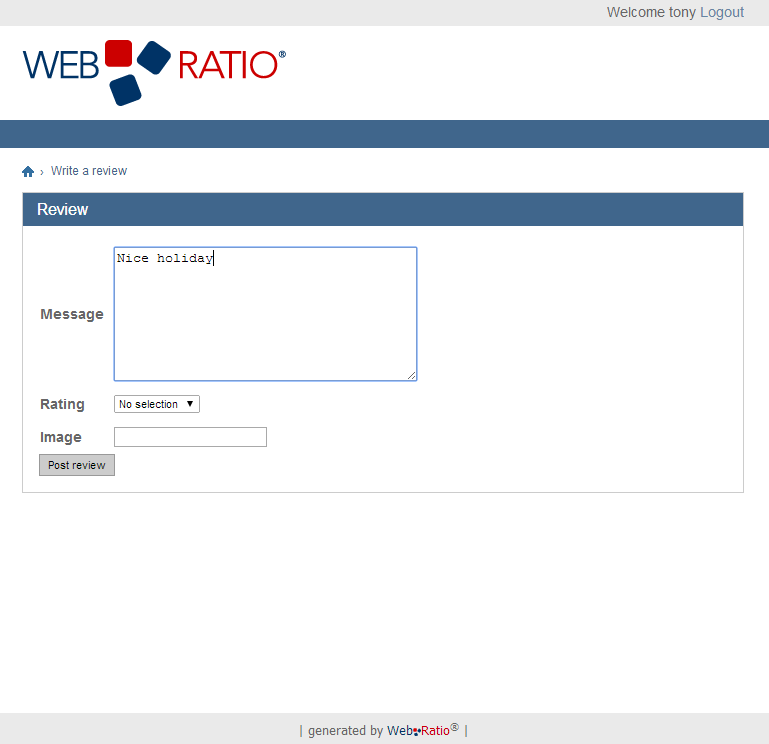 Welcome tony Logout
WEB RATIO®
› Write a review
Review
Message
Nice holiday
Rating
No selection ▼
Image
Post review
| generated by WebRatio® |